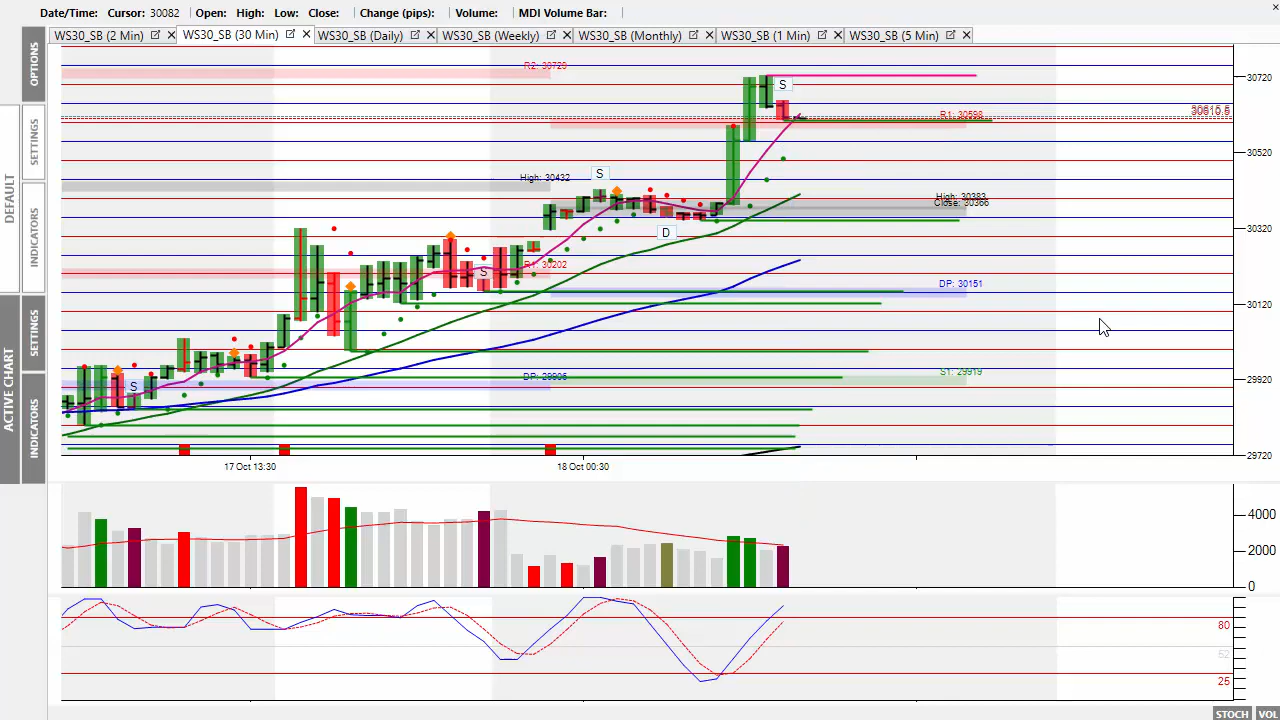 Date/Time: Cursor: 30082 Open: High: Low: Close: Change (pips): Volume: MDI Volume Bar:
WS30_SB (2 Min) WS30_SB (30 Min) WS30_SB (Daily) WS30_SB (Weekly) WS30_SB (Monthly) WS30_SB (1 Min) WS30_SB (5 Min)
OPTIONS
SETTINGS
INDICATORS
DEFAULT
SETTINGS
INDICATORS
ACTIVE CHART
R2: 30720
30720
S
R1: 30598
30520
High: 30432
S
High: 30383
Close: 30366
D
30320
R1: 30202
S
DP: 30151
30120
S1: 29919
DP: 29906
S
29920
29720
17 Oct 13:30
18 Oct 00:30
4000
2000
0
80
52
25
STOCH VOL